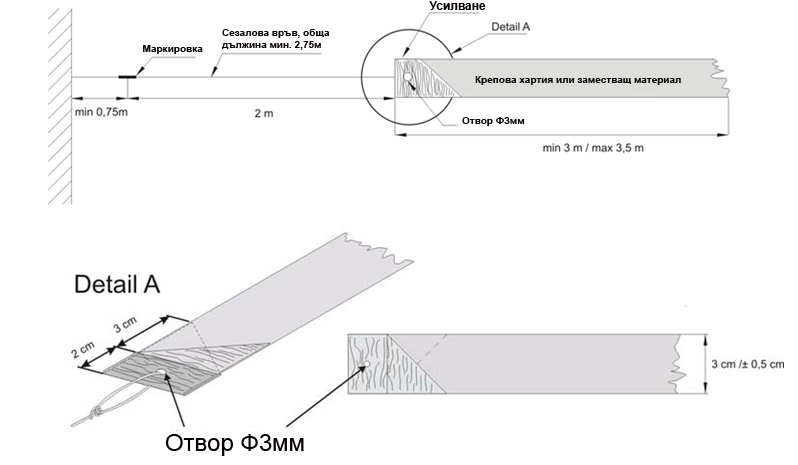 Усилване
Detail A
Сезалова връв, обща
дължина мин. 2,75м
Маркировка
Крепова хартия или заместващ материал
min 0,75m
2 m
Отвор Ф3мм
min 3 m / max 3,5 m
Detail A
3 cm
2 cm
3 cm /± 0,5 cm
Отвор Ф3мм